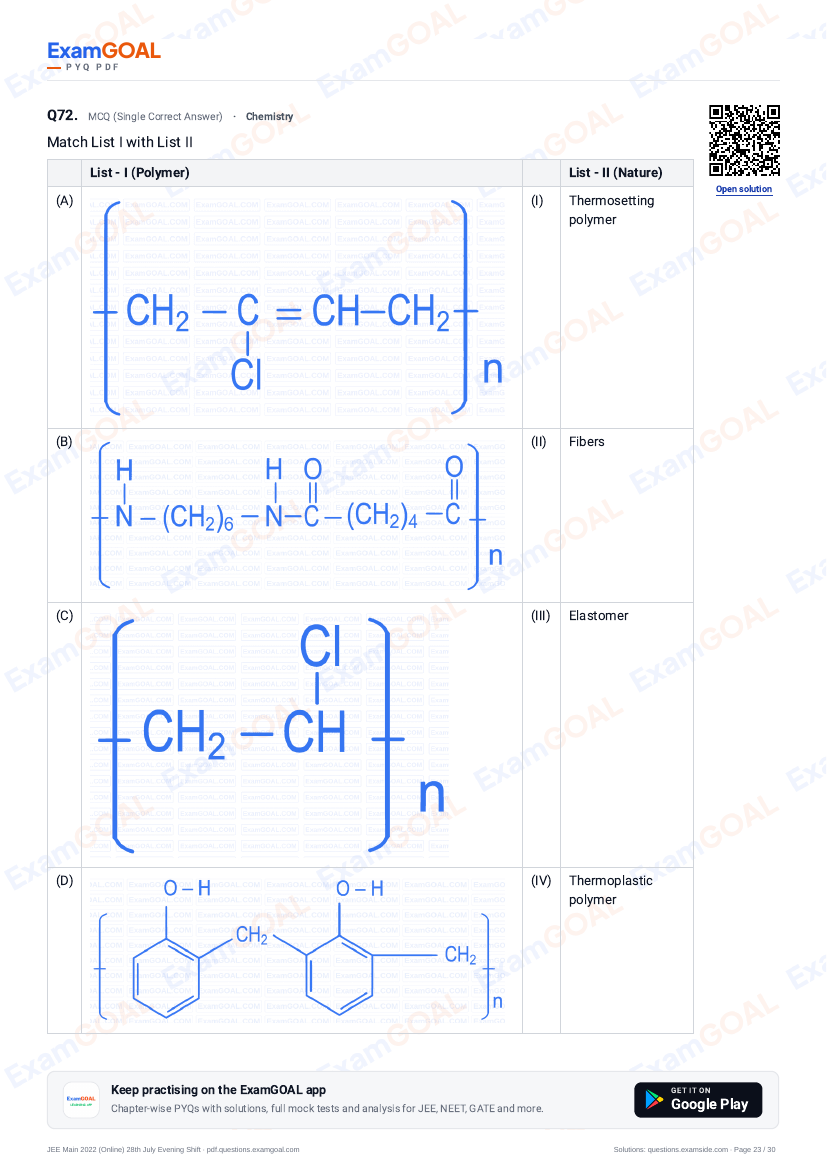 ExamGOAL
PYQ PDF
Q72. MCQ (Single Correct Answer) · Chemistry
Match List I with List II
Open solution
List - I (Polymer) List - II (Nature)
(A) (I) Thermosetting
polymer
CH2 — C = CH—CH2
Cl
n
(B) (II) Fibers
H H O O
N — (CH2)6 — N — C — (CH2)4 — C
n
(C) (III) Elastomer
Cl
CH2 — CH
n
(D) (IV) Thermoplastic
polymer
O – H O – H
CH2
CH2
n
ExamGOAL
Keep practising on the ExamGOAL app
Chapter-wise PYQs with solutions, full mock tests and analysis for JEE, NEET, GATE and more.
GET IT ON
Google Play
JEE Main 2022 (Online) 28th July Evening Shift · pdf.questions.examgoal.com Solutions: questions.examside.com · Page 23 / 30